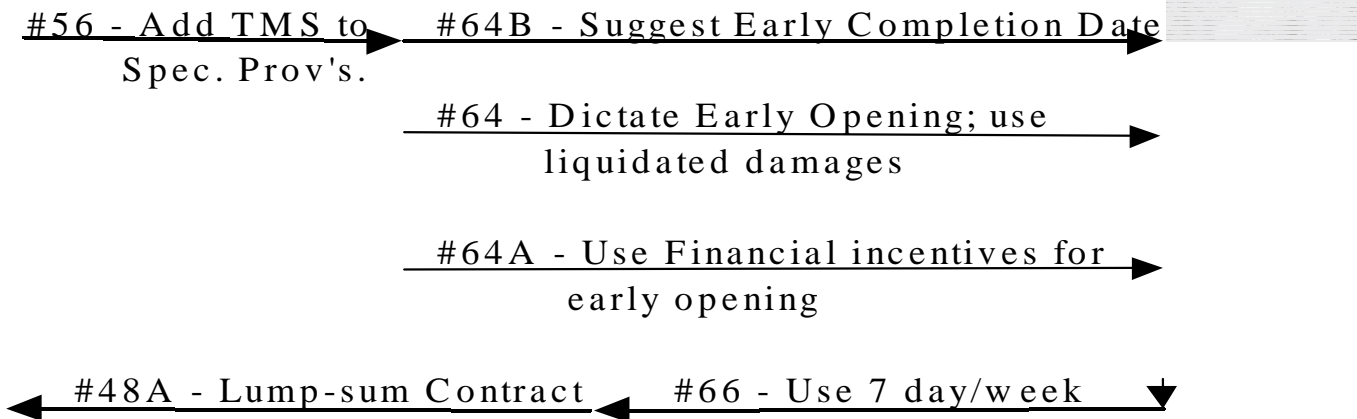 #56 - Add TMS to #64B - Suggest Early Completion Date
Spec. Prov's.
#64 - Dictate Early Opening; use
liquidated damages
#64A - Use Financial incentives for
early opening
#48A - Lump-sum Contract #66 - Use 7 day/week